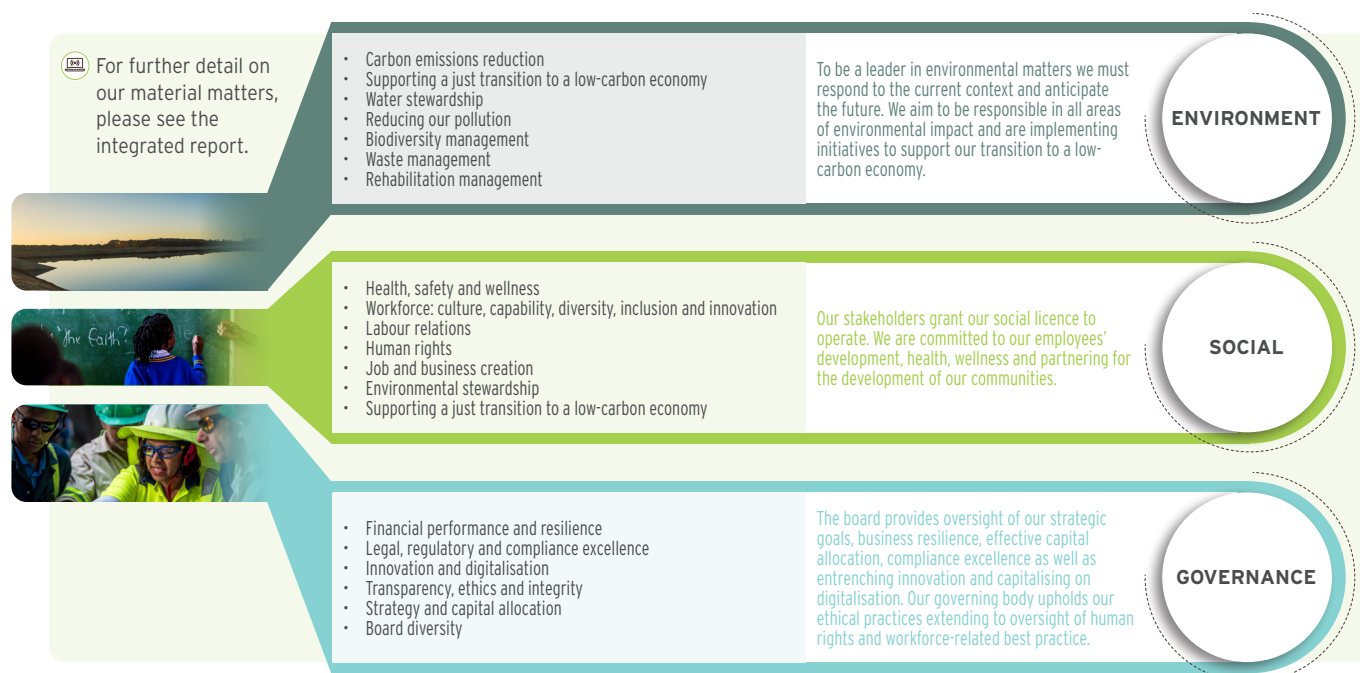 For further detail on
our material matters,
please see the
integrated report.
• Carbon emissions reduction
• Supporting a just transition to a low-carbon economy
• Water stewardship
• Reducing our pollution
• Biodiversity management
• Waste management
• Rehabilitation management
To be a leader in environmental matters we must
respond to the current context and anticipate
the future. We aim to be responsible in all areas
of environmental impact and are implementing
initiatives to support our transition to a low-
carbon economy.
ENVIRONMENT
the Earth?
• Health, safety and wellness
• Workforce: culture, capability, diversity, inclusion and innovation
• Labour relations
• Human rights
• Job and business creation
• Environmental stewardship
• Supporting a just transition to a low-carbon economy
Our stakeholders grant our social licence to
operate. We are committed to our employees'
development, health, wellness and partnering for
the development of our communities.
SOCIAL
• Financial performance and resilience
• Legal, regulatory and compliance excellence
• Innovation and digitalisation
• Transparency, ethics and integrity
• Strategy and capital allocation
• Board diversity
The board provides oversight of our strategic
goals, business resilience, effective capital
allocation, compliance excellence as well as
entrenching innovation and capitalising on
digitalisation. Our governing body upholds our
ethical practices extending to oversight of human
rights and workforce-related best practice.
GOVERNANCE